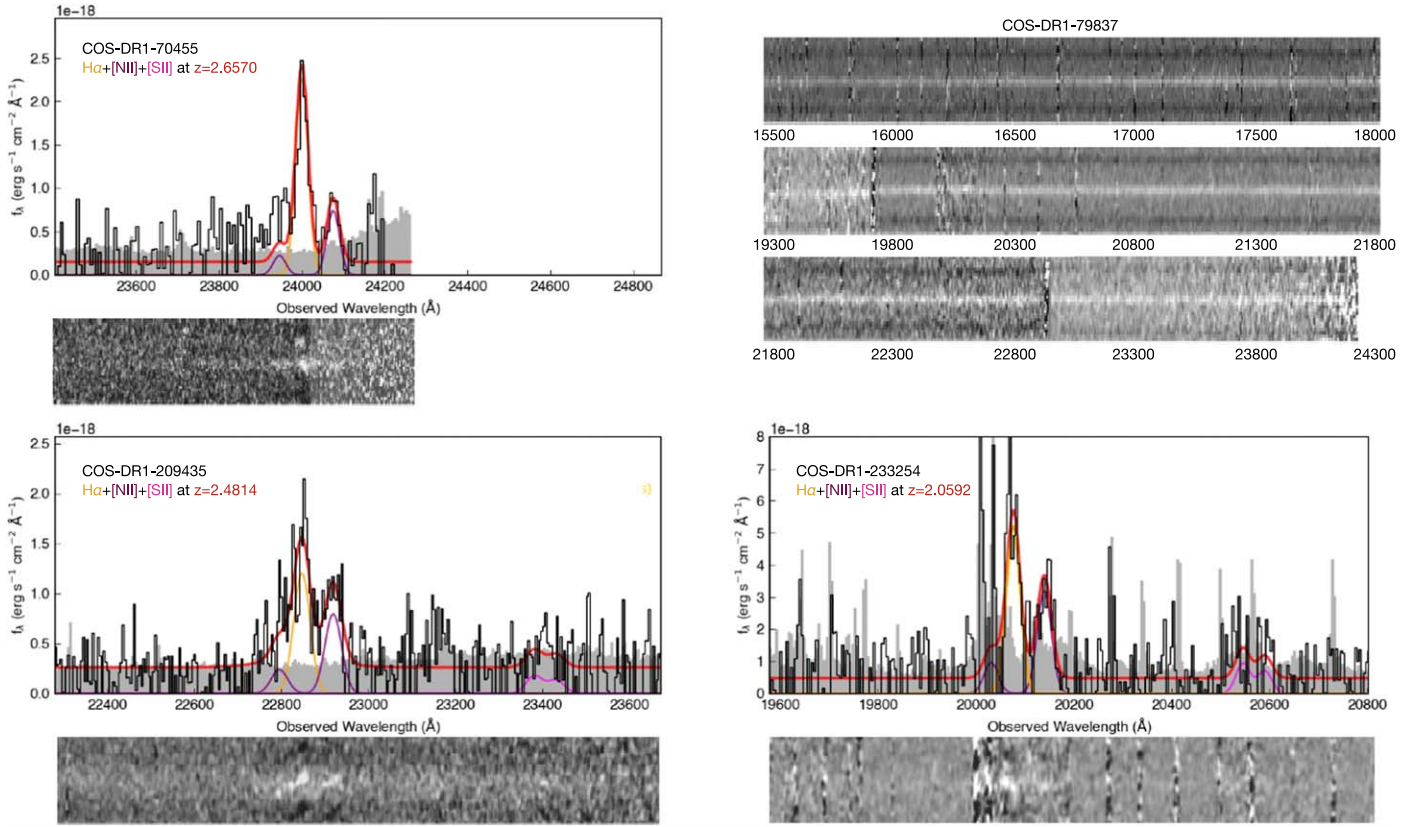 1e−18
COS-DR1-70455
Hα+[NII]+[SII] at z=2.6570
2.5
2.0
1.5
1.0
0.5
0.0
f_λ (erg s⁻¹ cm⁻² Å⁻¹)
23600 23800 24000 24200 24400 24600 24800
Observed Wavelength (Å)
COS-DR1-79837
15500 16000 16500 17000 17500 18000
19300 19800 20300 20800 21300 21800
21800 22300 22800 23300 23800 24300
1e−18
COS-DR1-209435
Hα+[NII]+[SII] at z=2.4814
s)
2.5
2.0
1.5
1.0
0.5
0.0
f_λ (erg s⁻¹ cm⁻² Å⁻¹)
22400 22600 22800 23000 23200 23400 23600
Observed Wavelength (Å)
1e−18
COS-DR1-233254
Hα+[NII]+[SII] at z=2.0592
8
7
6
5
4
3
2
1
0
f_λ (erg s⁻¹ cm⁻² Å⁻¹)
19600 19800 20000 20200 20400 20600 20800
Observed Wavelength (Å)